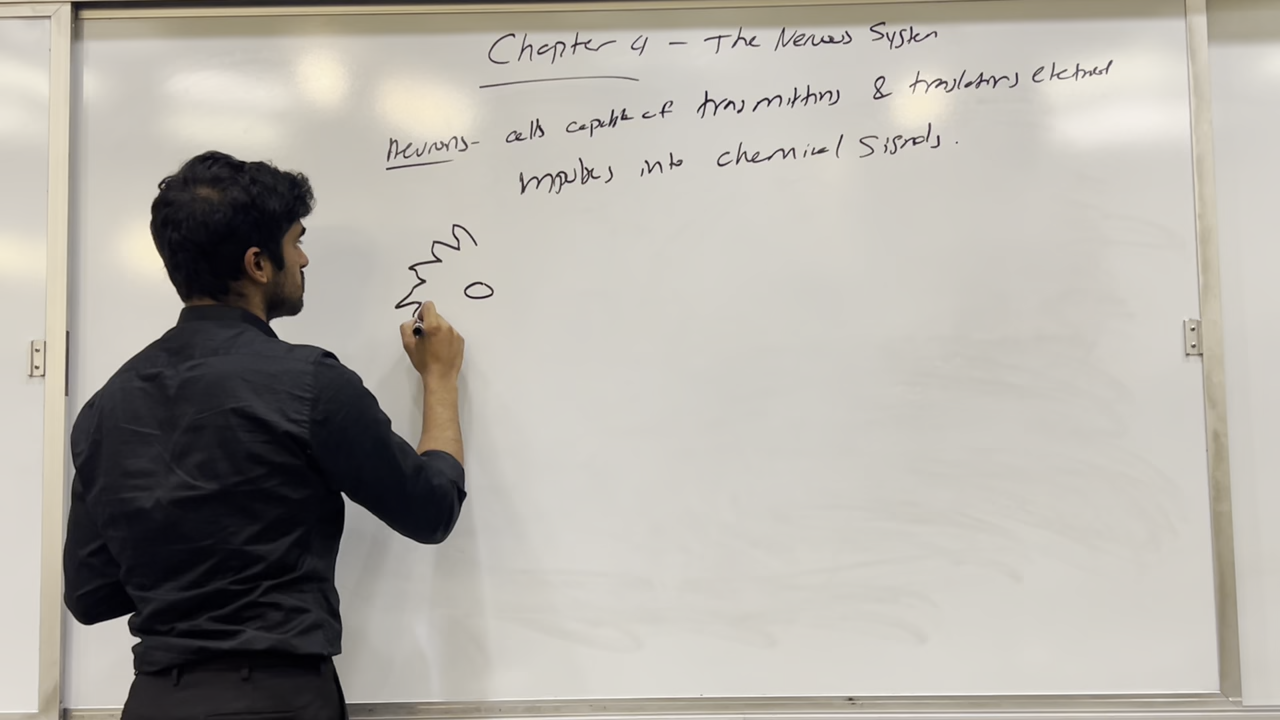 Chapter 4 - The Nervous System
Neurons - cells capable of transmitting & translating electrical
impulses into chemical signals.